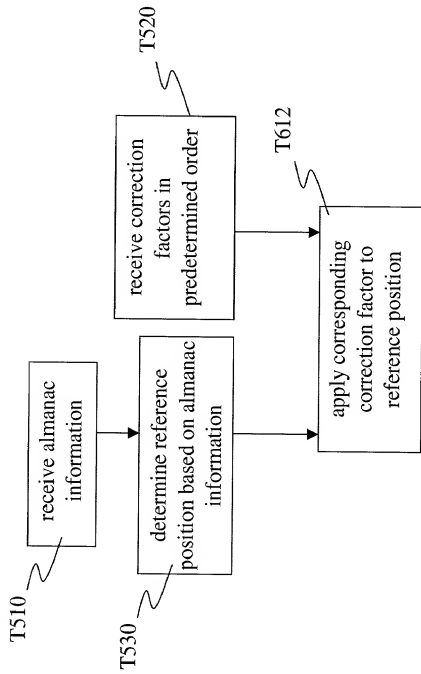 T510
receive almanac
information
T530
determine reference
position based on almanac
information
T520
receive correction
factors in
predetermined order
T612
apply corresponding
correction factor to
reference position